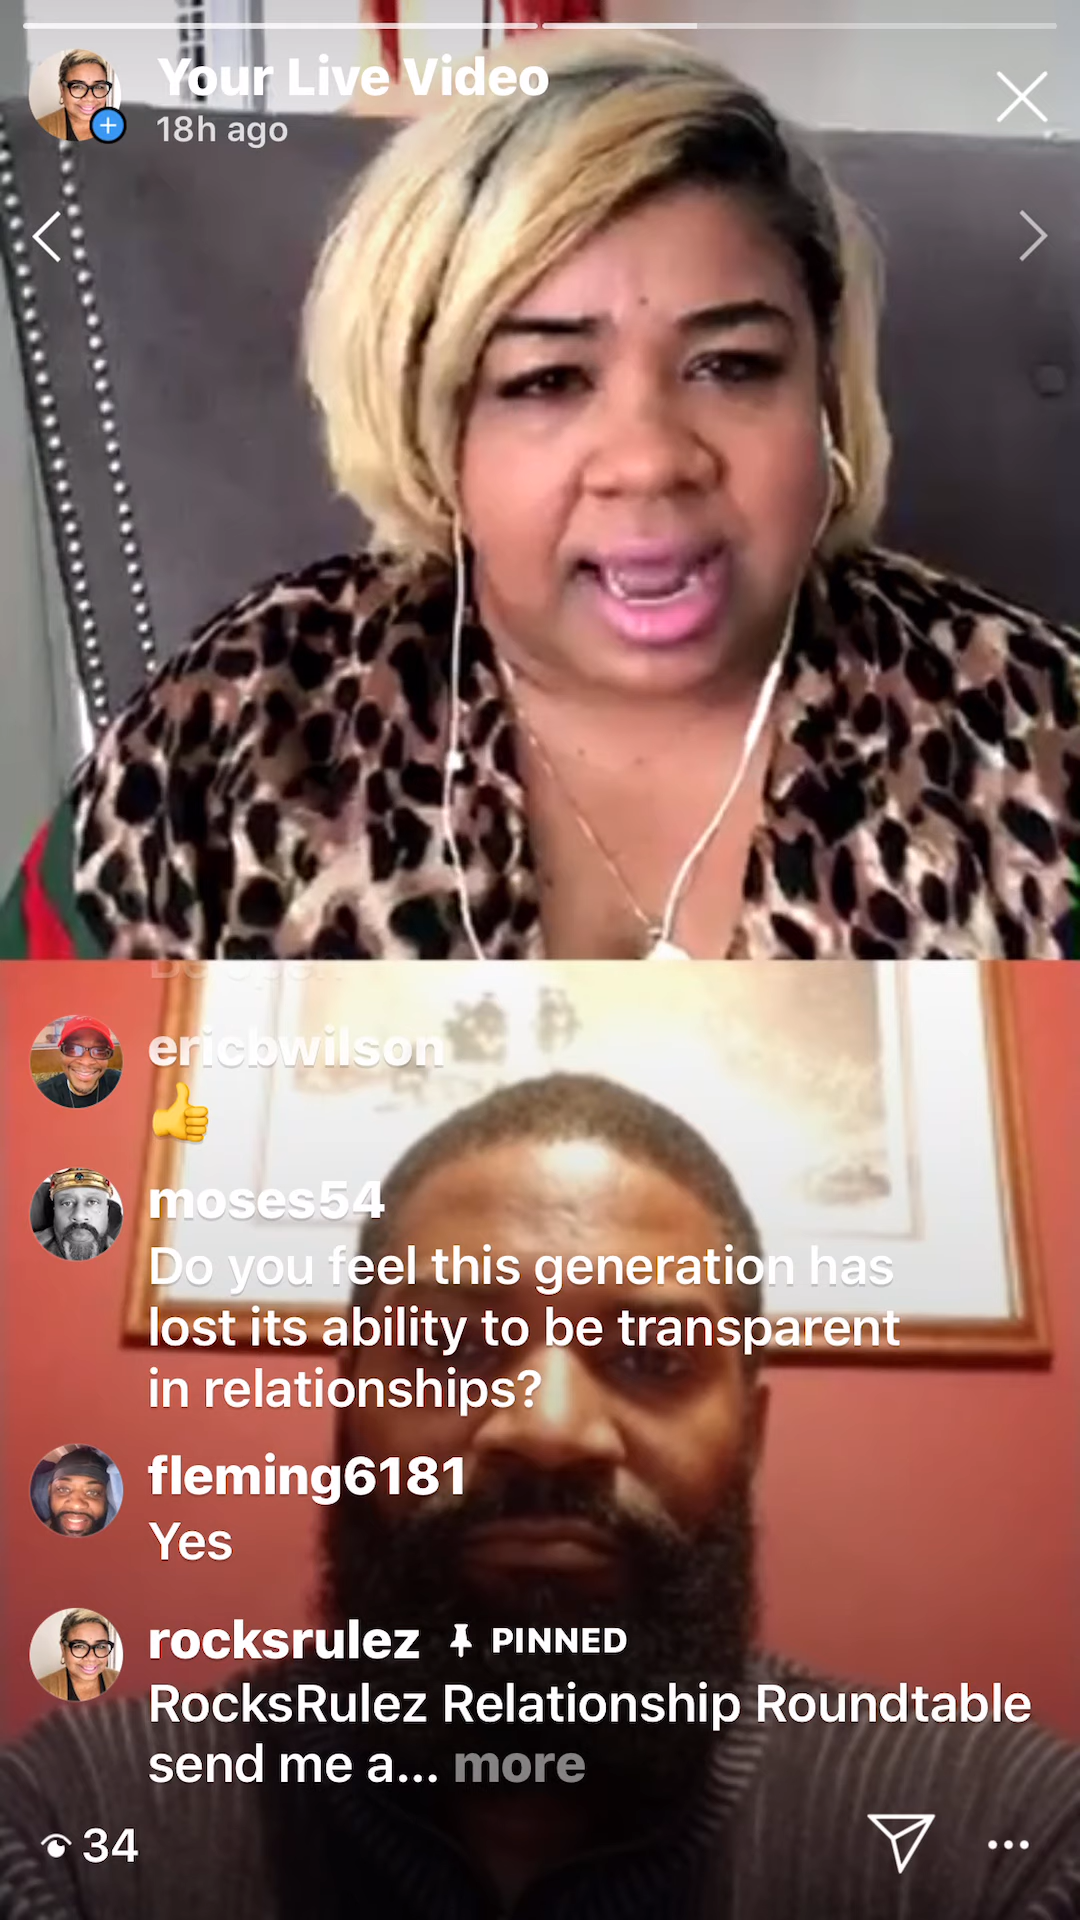 Your Live Video
18h ago
ericbwilson
👍
moses54
Do you feel this generation has
lost its ability to be transparent
in relationships?
fleming6181
Yes
rocksrulez PINNED
RocksRulez Relationship Roundtable
send me a... more
34